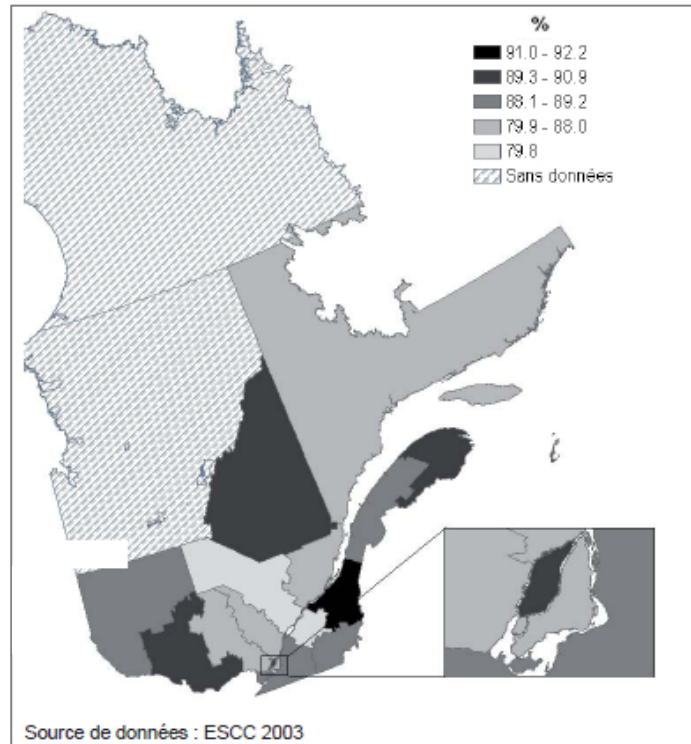 %
91.0 - 92.2
89.3 - 90.9
88.1 - 89.2
79.9 - 88.0
79.8
Sans données
Source de données : ESCC 2003